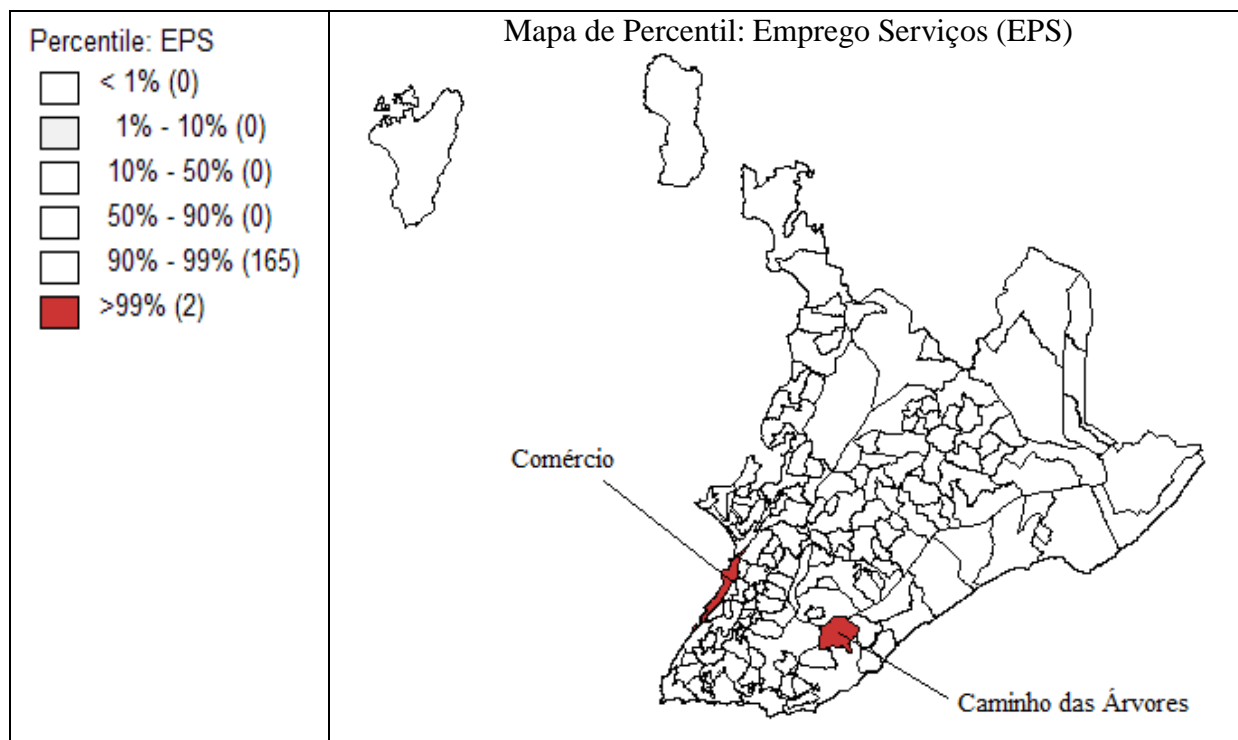 Percentile: EPS
< 1% (0)
1% - 10% (0)
10% - 50% (0)
50% - 90% (0)
90% - 99% (165)
>99% (2)
Mapa de Percentil: Emprego Serviços (EPS)
Comércio
Caminho das Árvores